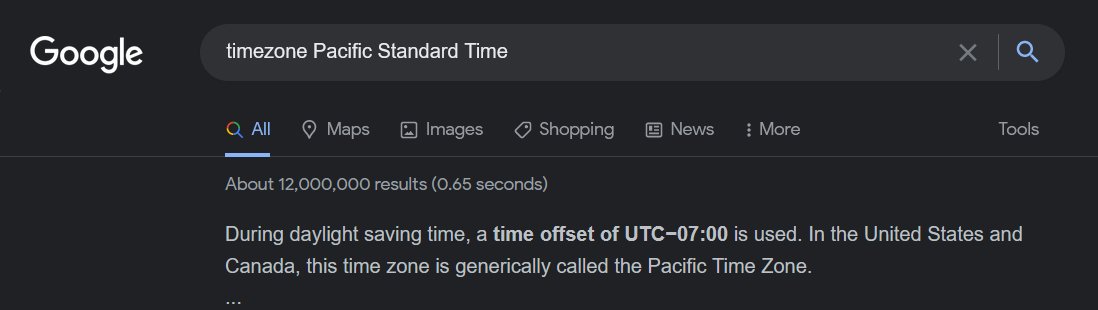 Google
timezone Pacific Standard Time
All Maps Images Shopping News More Tools
About 12,000,000 results (0.65 seconds)
During daylight saving time, a time offset of UTC−07:00 is used. In the United States and
Canada, this time zone is generically called the Pacific Time Zone.
...